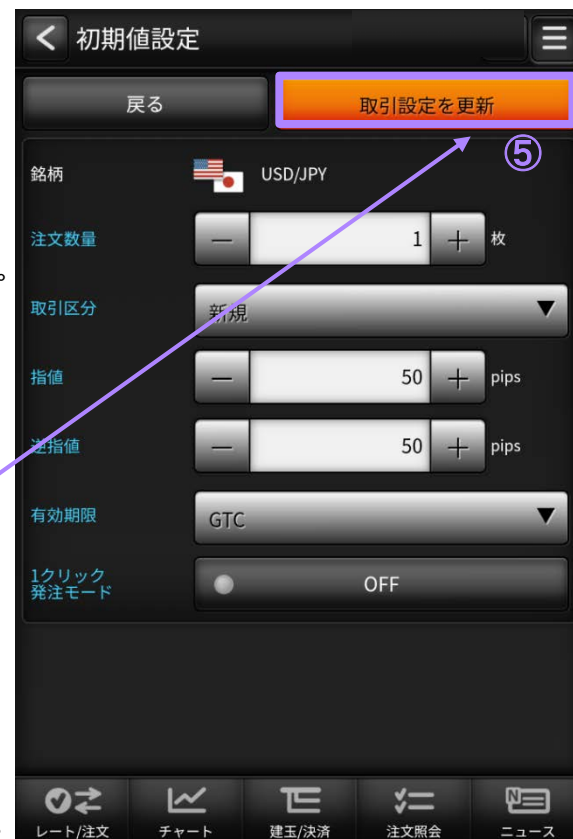 初期値設定
戻る
取引設定を更新
⑤
銘柄 USD/JPY
注文数量 － 1 ＋ 枚
。
取引区分 新規 ▼
指値 － 50 ＋ pips
逆指値 － 50 ＋ pips
有効期限 GTC ▼
1クリック
発注モード OFF
レート/注文 チャート 建玉/決済 注文照会 ニュース